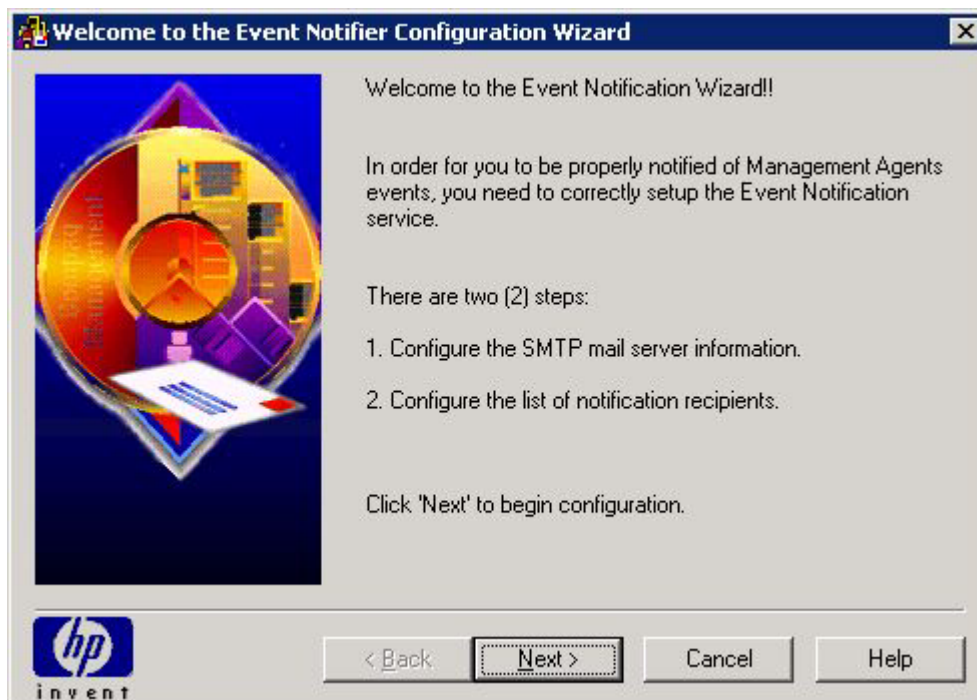 Welcome to the Event Notifier Configuration Wizard
Welcome to the Event Notification Wizard!!
In order for you to be properly notified of Management Agents
events, you need to correctly setup the Event Notification
service.
There are two (2) steps:
1. Configure the SMTP mail server information.
2. Configure the list of notification recipients.
Click 'Next' to begin configuration.
Compaq
Management
hp
invent
< Back
Next >
Cancel
Help